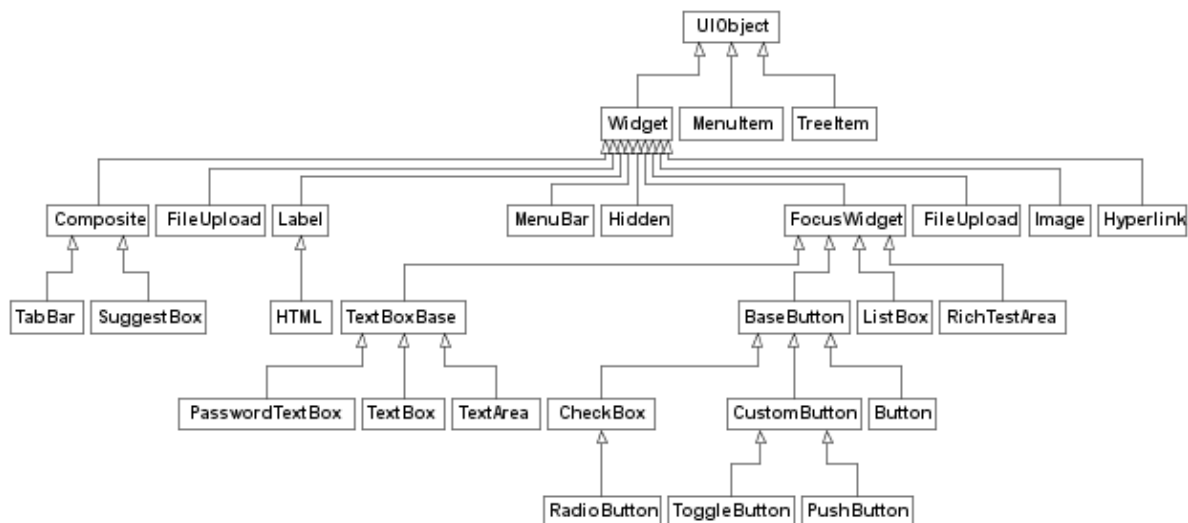 UIObject
Widget MenuItem TreeItem
Composite FileUpload Label MenuBar Hidden FocusWidget FileUpload Image Hyperlink
TabBar SuggestBox HTML TextBoxBase BaseButton ListBox RichTestArea
PasswordTextBox TextBox TextArea CheckBox CustomButton Button
RadioButton ToggleButton PushButton